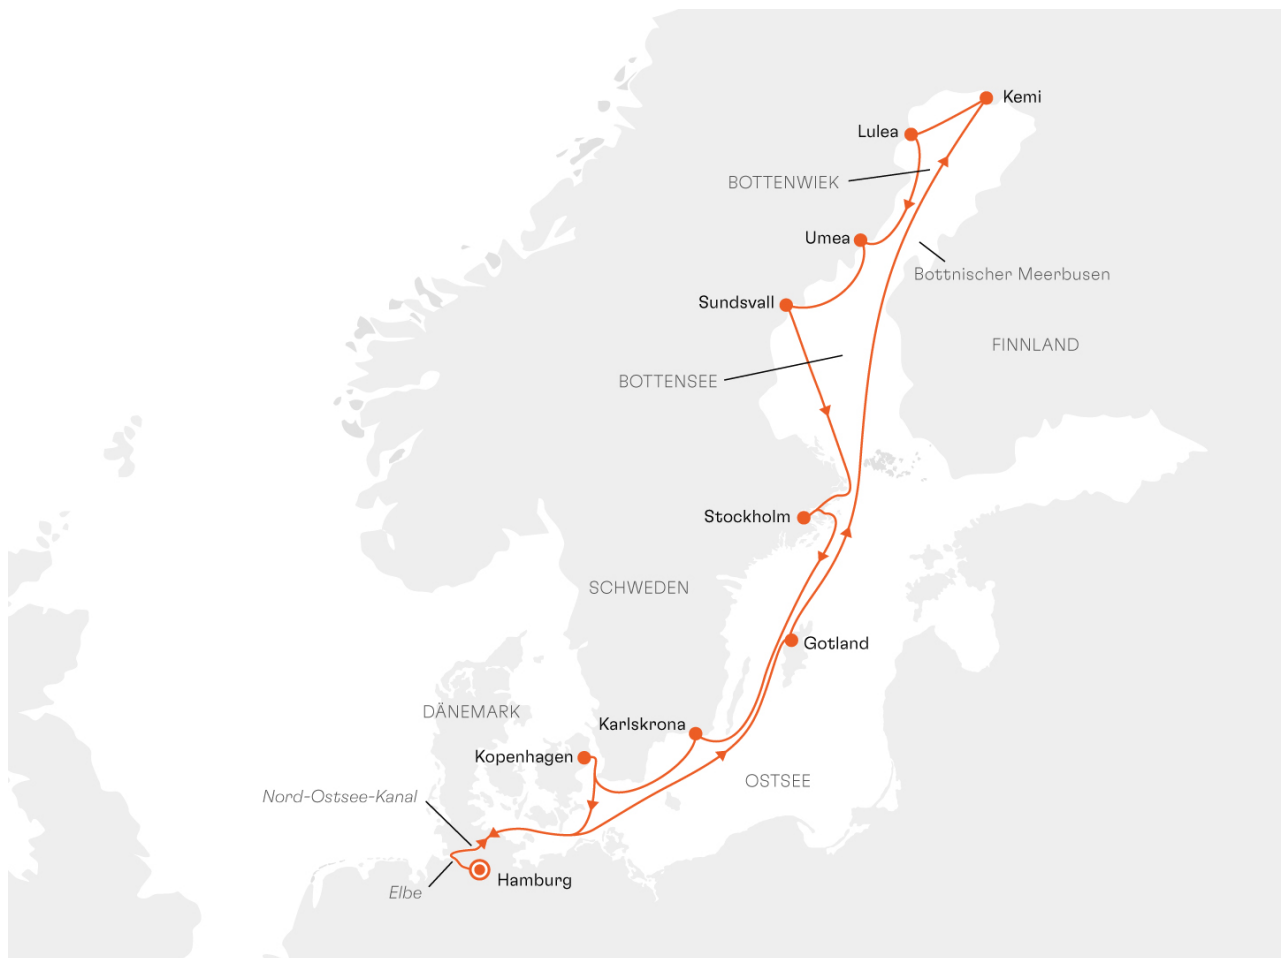 Kemi
Lulea
BOTTENWIEK
Umea
Bottnischer Meerbusen
Sundsvall
FINNLAND
BOTTENSEE
Stockholm
SCHWEDEN
Gotland
DÄNEMARK
Karlskrona
Kopenhagen
OSTSEE
Nord-Ostsee-Kanal
Hamburg
Elbe